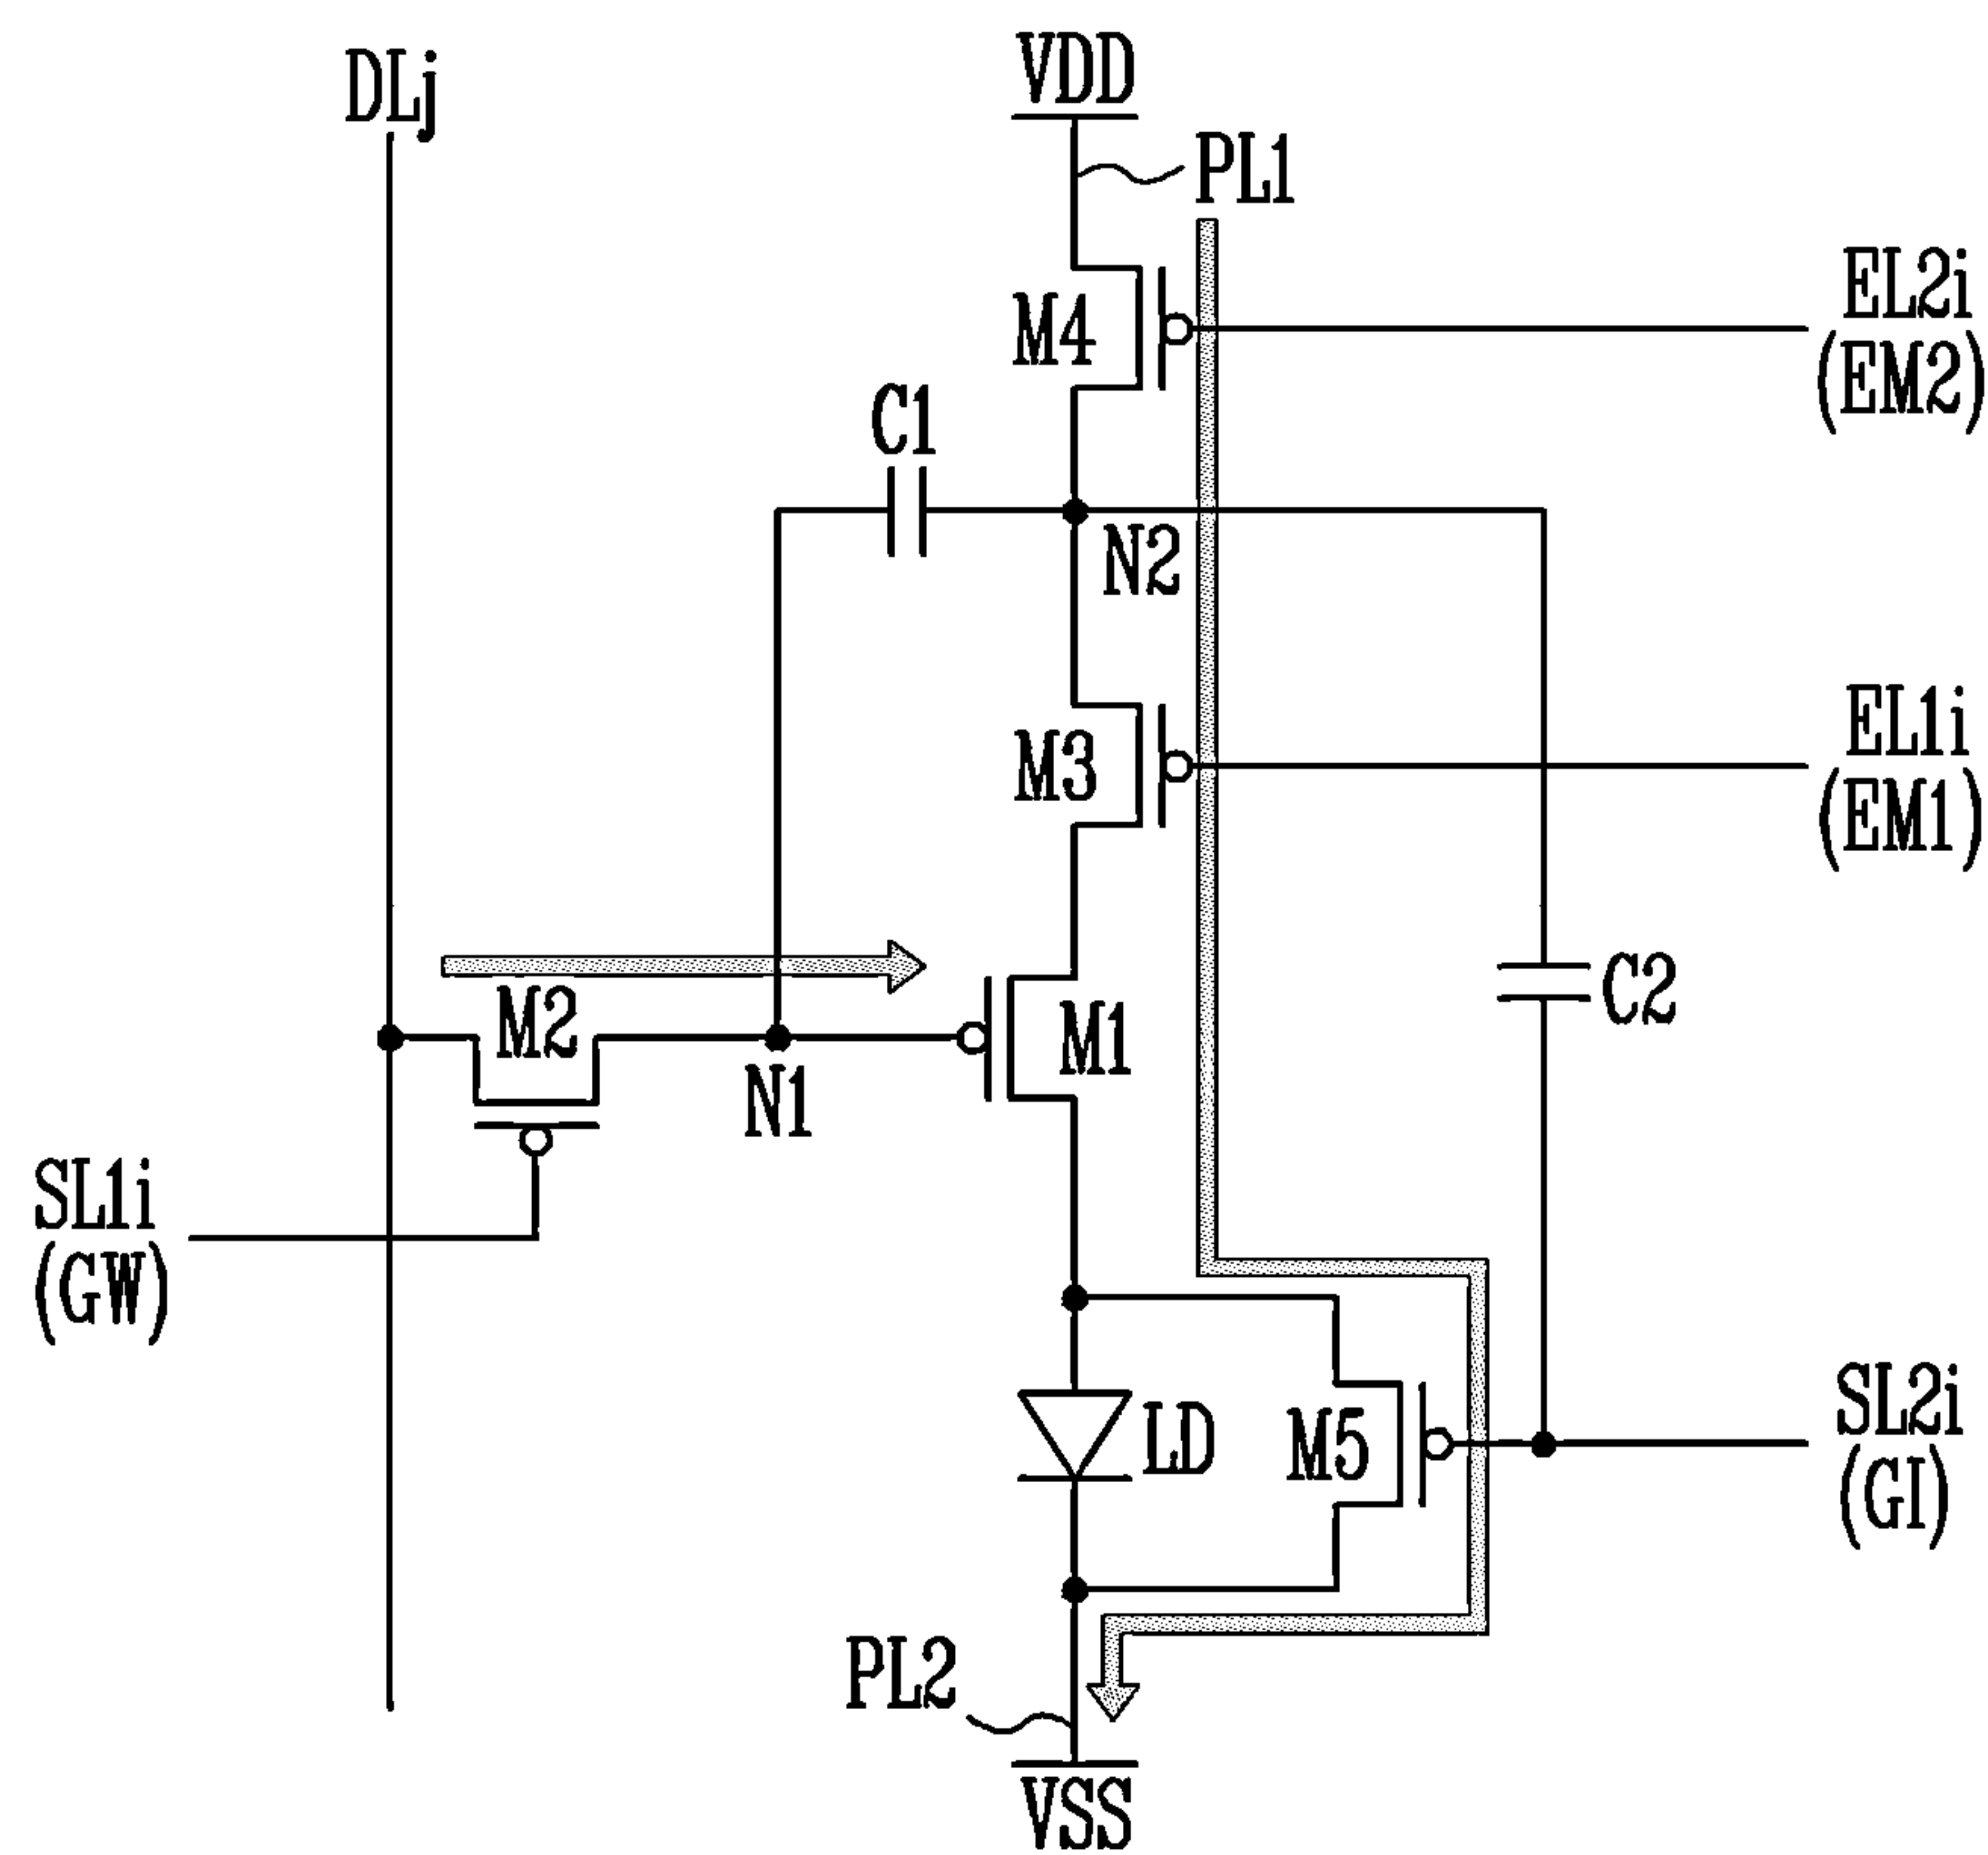 DLj
VDD
PL1
EL2i
(EM2)
M4
C1
N2
EL1i
(EM1)
M3
C2
M2
M1
N1
SL1i
(GW)
SL2i
(GI)
LD
M5
PL2
VSS